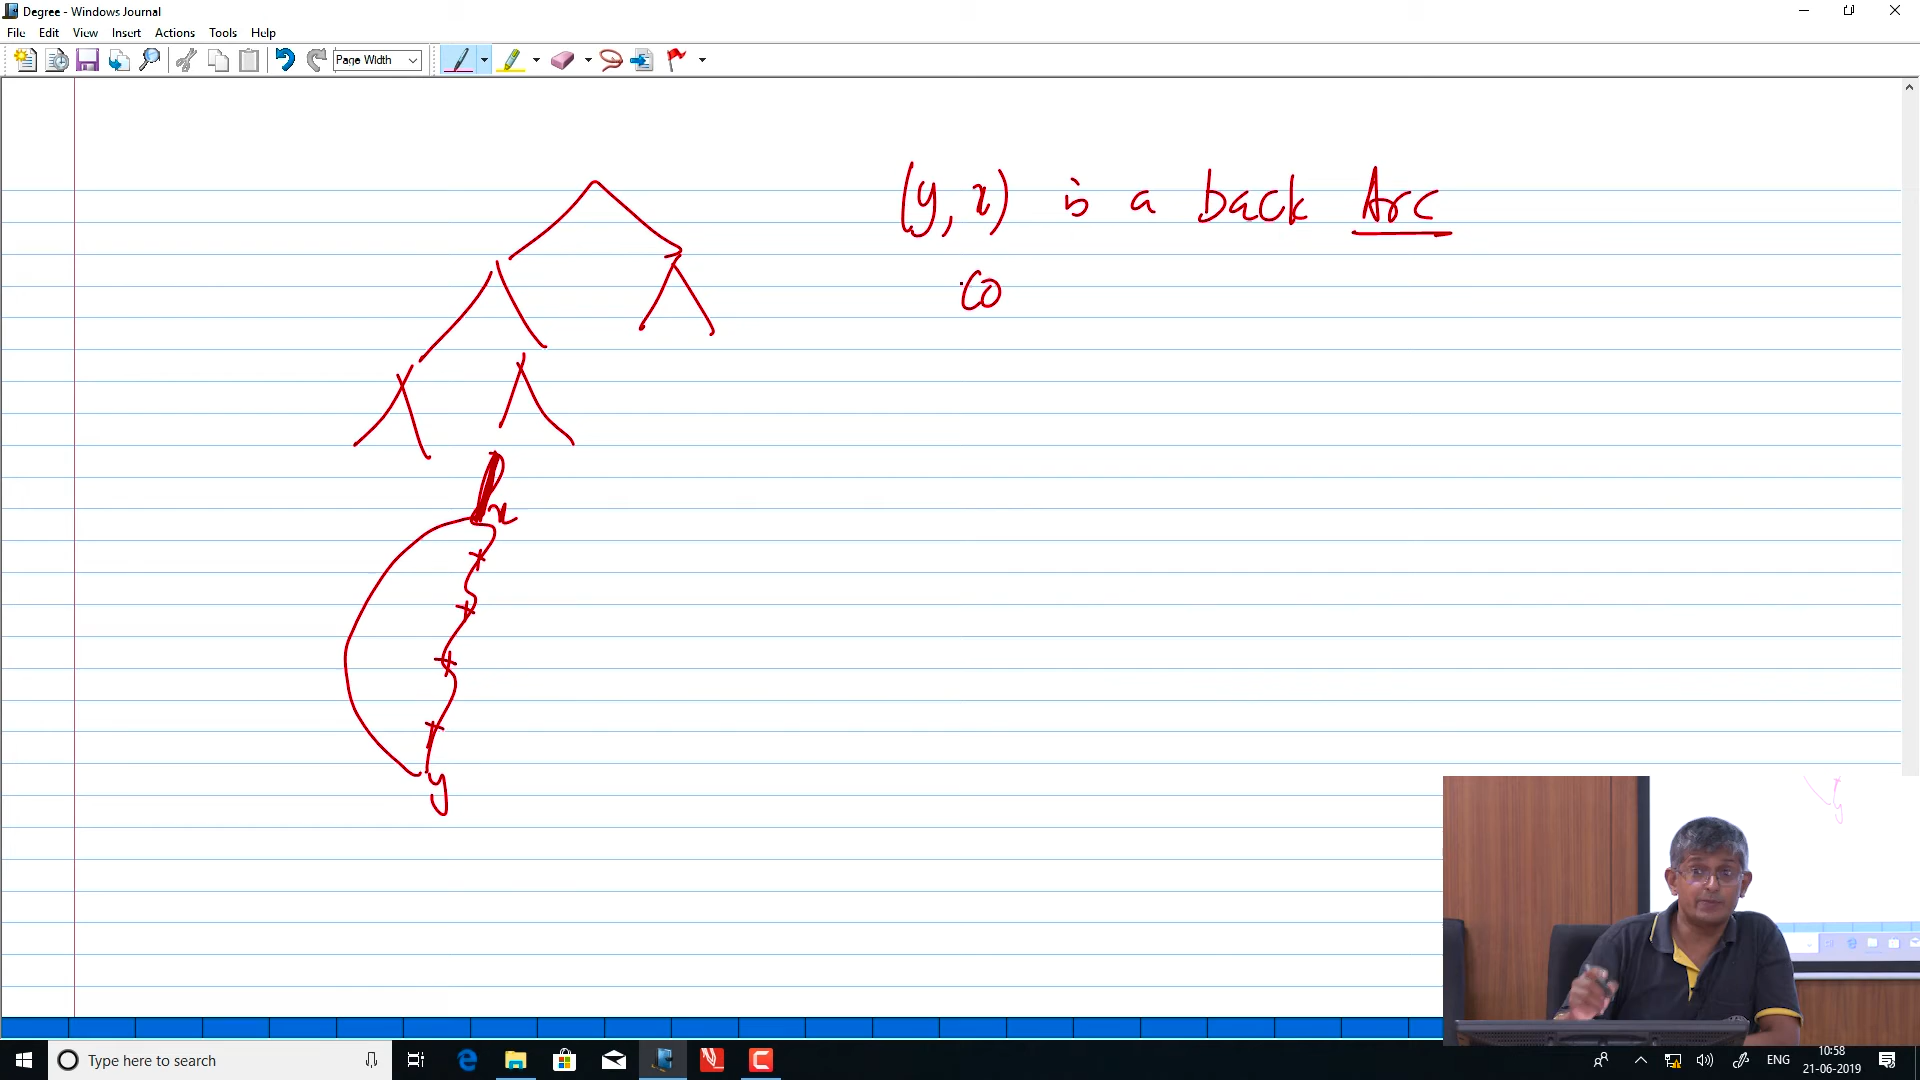 Degree - Windows Journal
File Edit View Insert Actions Tools Help
Page Width
(y, x) is a back Arc
co
x
y
y
Type here to search
ENG
10:58
21-06-2019